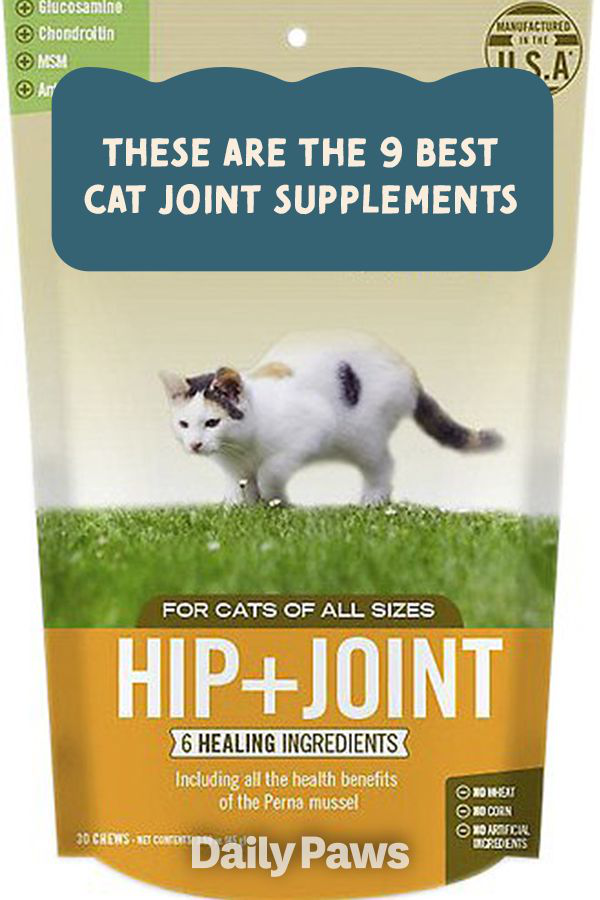 Glucosamine
Chondroitin
MSM
MANUFACTURED
IN THE
U.S.A
THESE ARE THE 9 BEST
CAT JOINT SUPPLEMENTS
FOR CATS OF ALL SIZES
HIP+JOINT
6 HEALING INGREDIENTS
Including all the health benefits
of the Perna mussel
NO WHEAT
NO CORN
NO ARTIFICIAL
INGREDIENTS
30 CHEWS - NET CONTENTS
Daily Paws